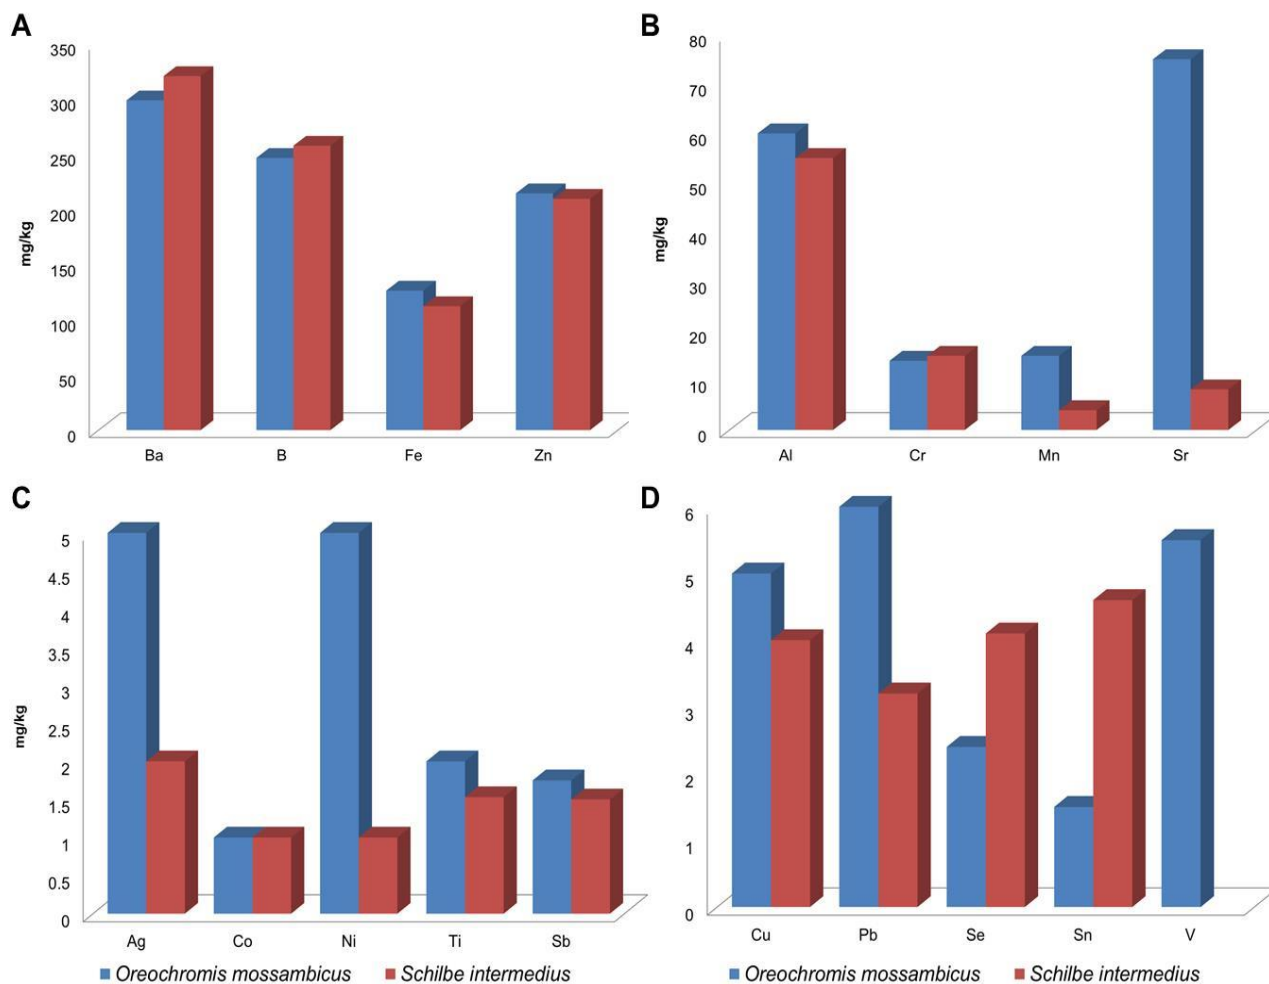 A
350
300
250
200
150
100
50
0
mg/kg
Ba B Fe Zn
B
80
70
60
50
40
30
20
10
0
mg/kg
Al Cr Mn Sr
C
5
4.5
4
3.5
3
2.5
2
1.5
1
0.5
0
mg/kg
Ag Co Ni Ti Sb
Oreochromis mossambicus Schilbe intermedius
D
6
5
4
3
2
1
0
Cu Pb Se Sn V
Oreochromis mossambicus Schilbe intermedius